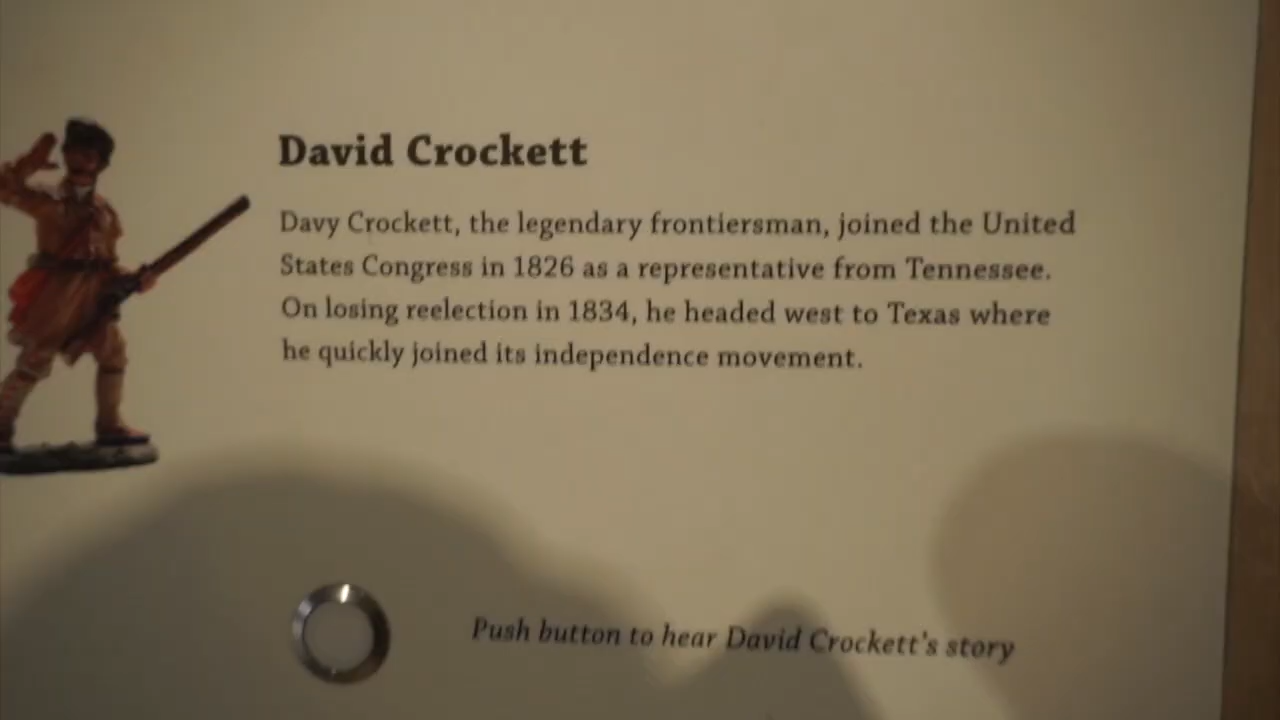 David Crockett
Davy Crockett, the legendary frontiersman, joined the United
States Congress in 1826 as a representative from Tennessee.
On losing reelection in 1834, he headed west to Texas where
he quickly joined its independence movement.
Push button to hear David Crockett's story